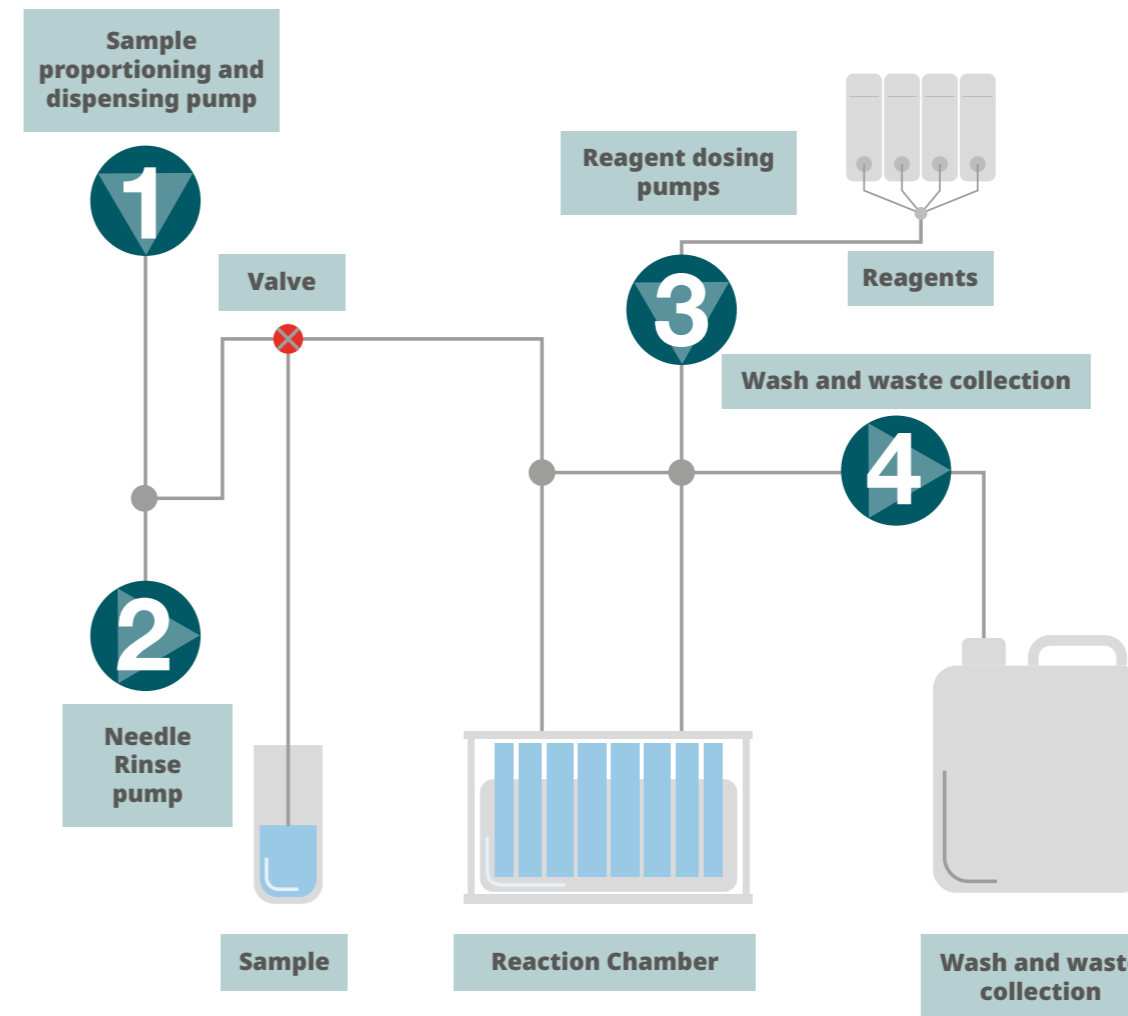 Sample
proportioning and
dispensing pump
1
Reagent dosing
pumps
Valve
Reagents
3
Wash and waste collection
4
2
Needle
Rinse
pump
Sample
Reaction Chamber
Wash and wast
collection